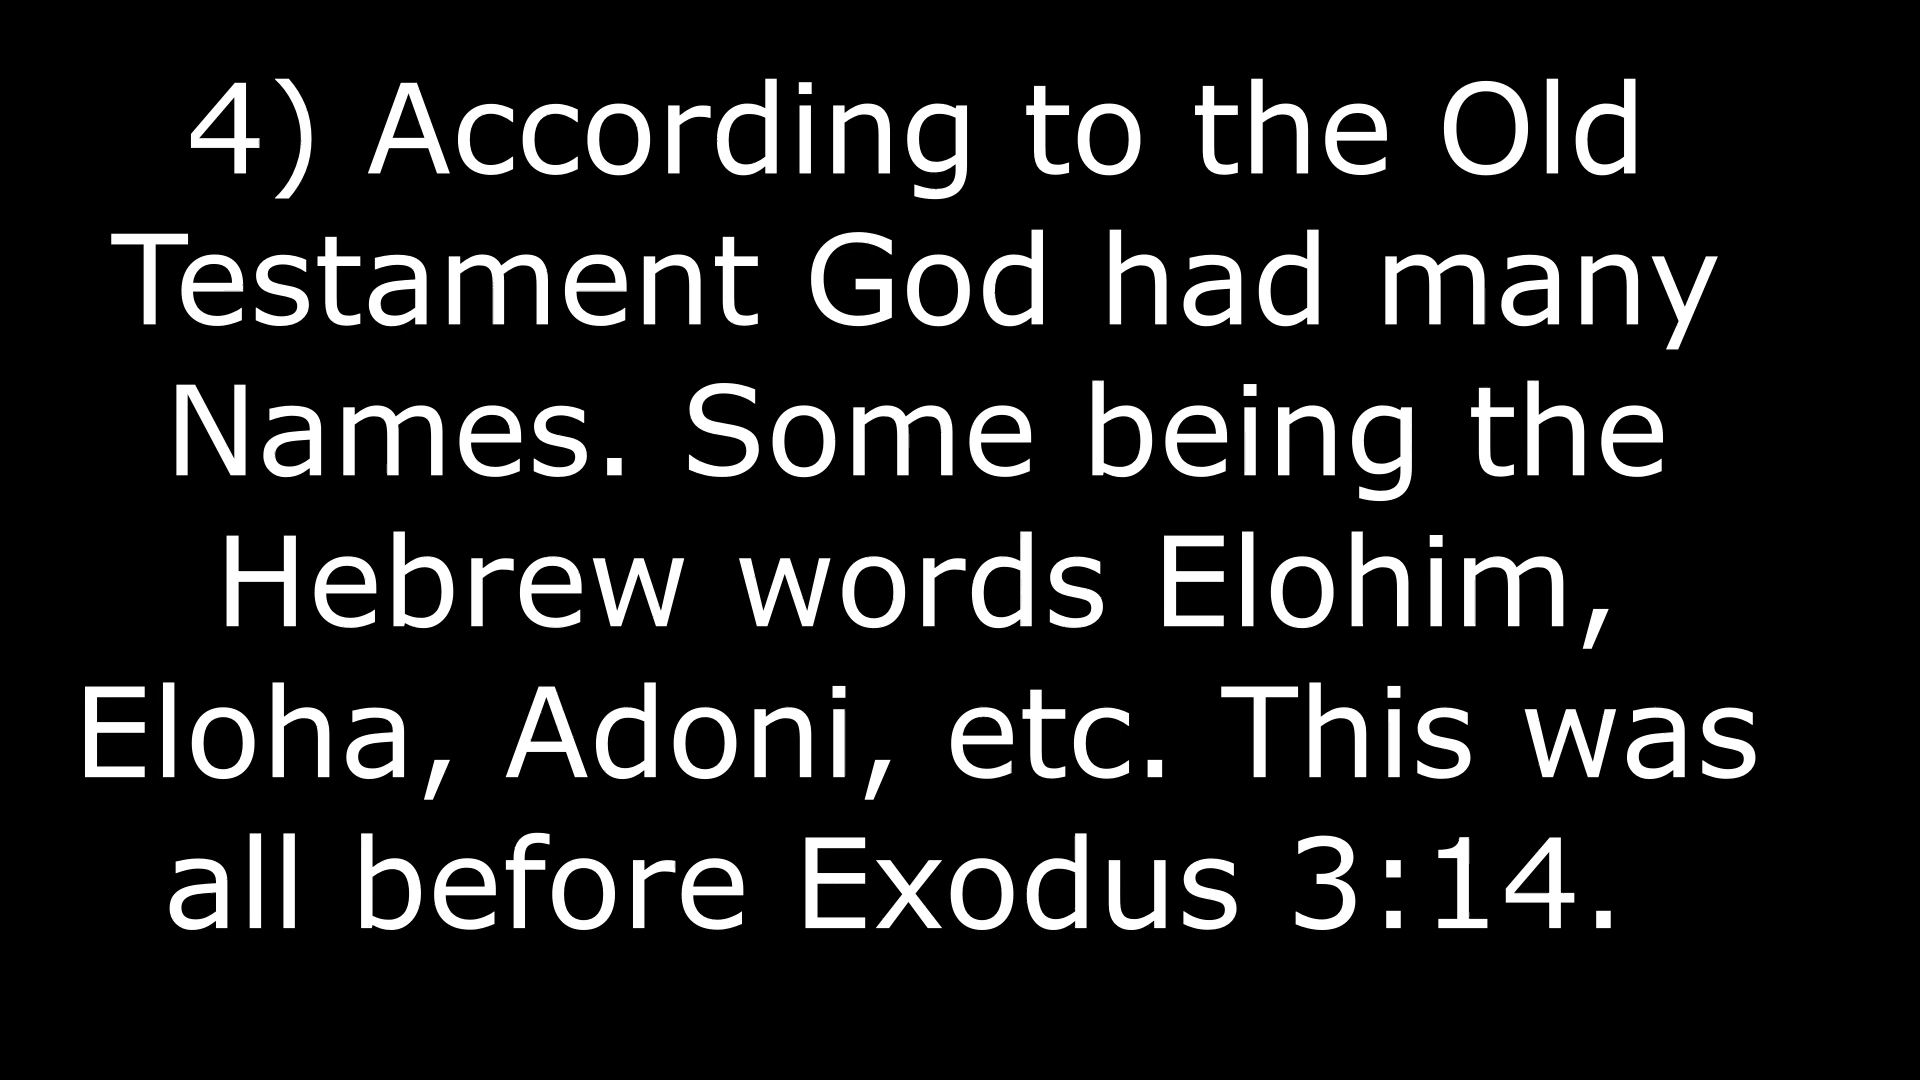 4) According to the Old
Testament God had many
Names. Some being the
Hebrew words Elohim,
Eloha, Adoni, etc. This was
all before Exodus 3:14.